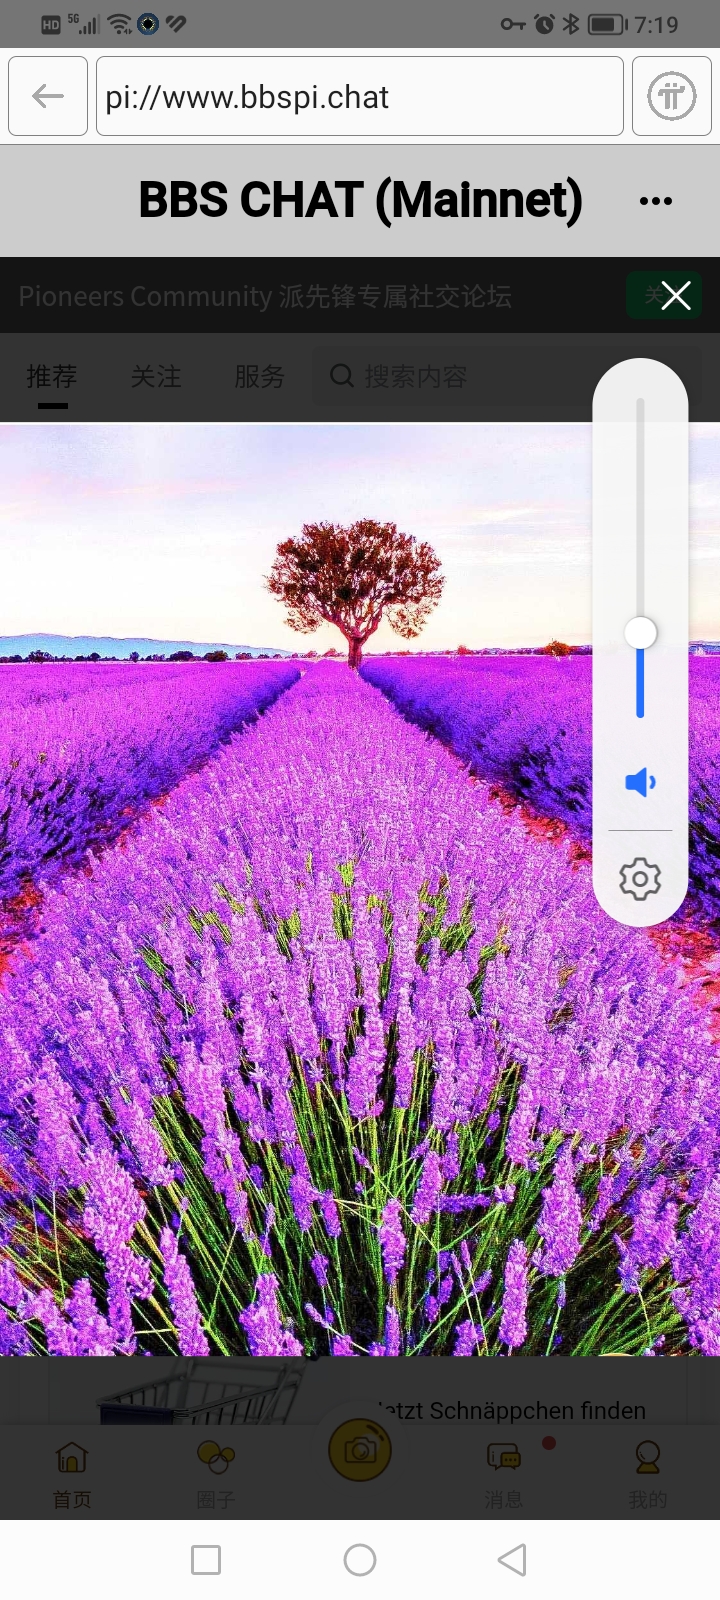 HD 5G 7:19
pi://www.bbspi.chat
BBS CHAT (Mainnet)
Pioneers Community 派先锋专属社交论坛
推荐 关注 服务 搜索内容
Jetzt Schnäppchen finden
首页 圈子 消息 我的